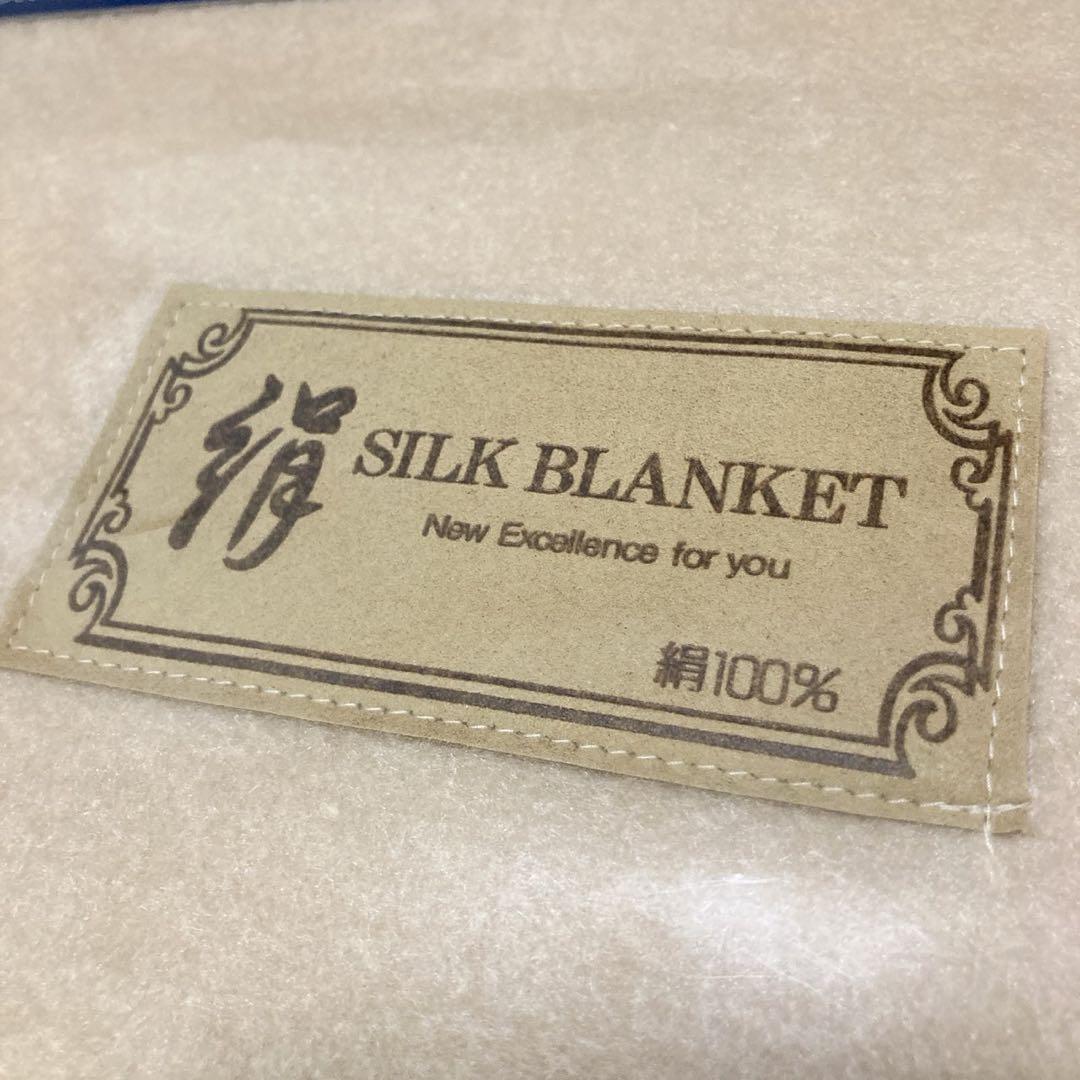 絹
SILK BLANKET
New Excellence for you
絹100%